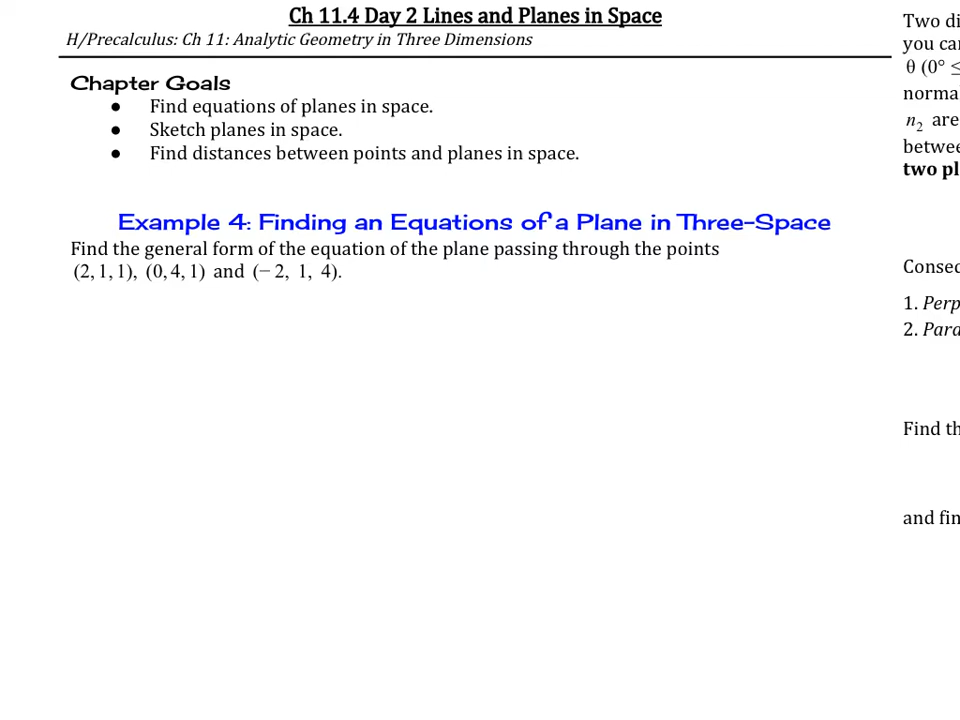 Ch 11.4 Day 2 Lines and Planes in Space
H/Precalculus: Ch 11: Analytic Geometry in Three Dimensions
Chapter Goals
● Find equations of planes in space.
● Sketch planes in space.
● Find distances between points and planes in space.
Example 4: Finding an Equations of a Plane in Three-Space
Find the general form of the equation of the plane passing through the points
(2, 1, 1), (0, 4, 1) and (− 2, 1, 4).
Two di
you can
θ (0° ≤
normal
n₂ are
betwee
two pl
Conseq
1. Perp
2. Para
Find th
and fin